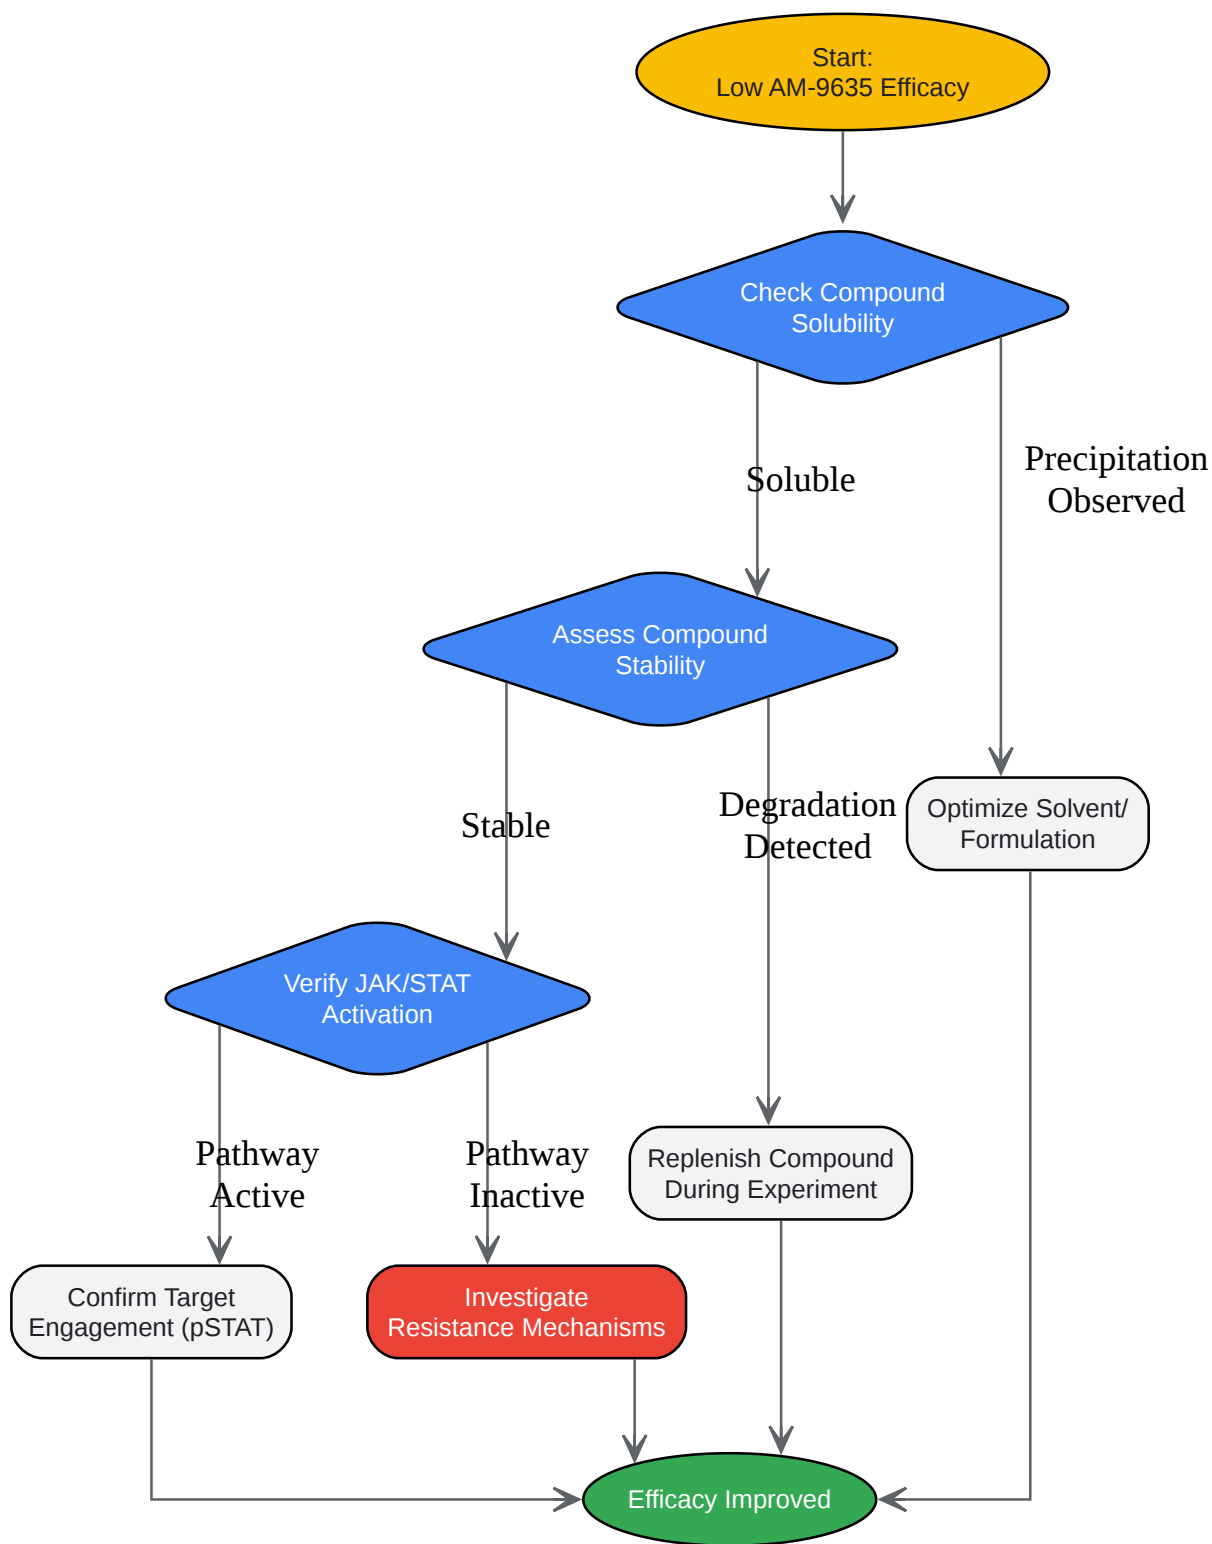 Start:
Low AM-9635 Efficacy
Check Compound
Solubility
Soluble
Precipitation
Observed
Assess Compound
Stability
Stable
Degradation
Detected
Optimize Solvent/
Formulation
Verify JAK/STAT
Activation
Pathway
Active
Pathway
Inactive
Replenish Compound
During Experiment
Confirm Target
Engagement (pSTAT)
Investigate
Resistance Mechanisms
Efficacy Improved